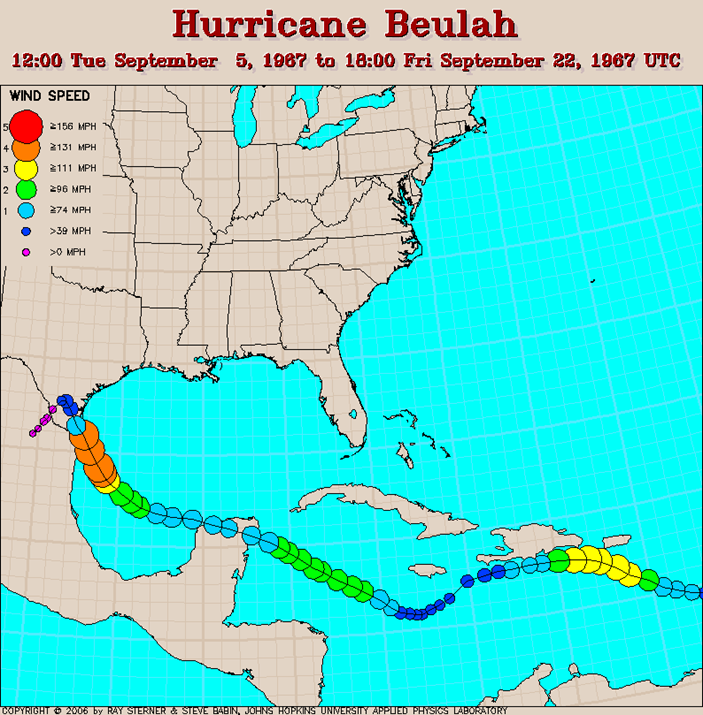 Hurricane Beulah
12:00 Tue September 5, 1967 to 18:00 Fri September 22, 1967 UTC
WIND SPEED
5 ≥156 MPH
4 ≥131 MPH
3 ≥111 MPH
2 ≥96 MPH
1 ≥74 MPH
>39 MPH
>0 MPH
COPYRIGHT © 2006 by RAY STERNER & STEVE BABIN, JOHNS HOPKINS UNIVERSITY APPLIED PHYSICS LABORATORY